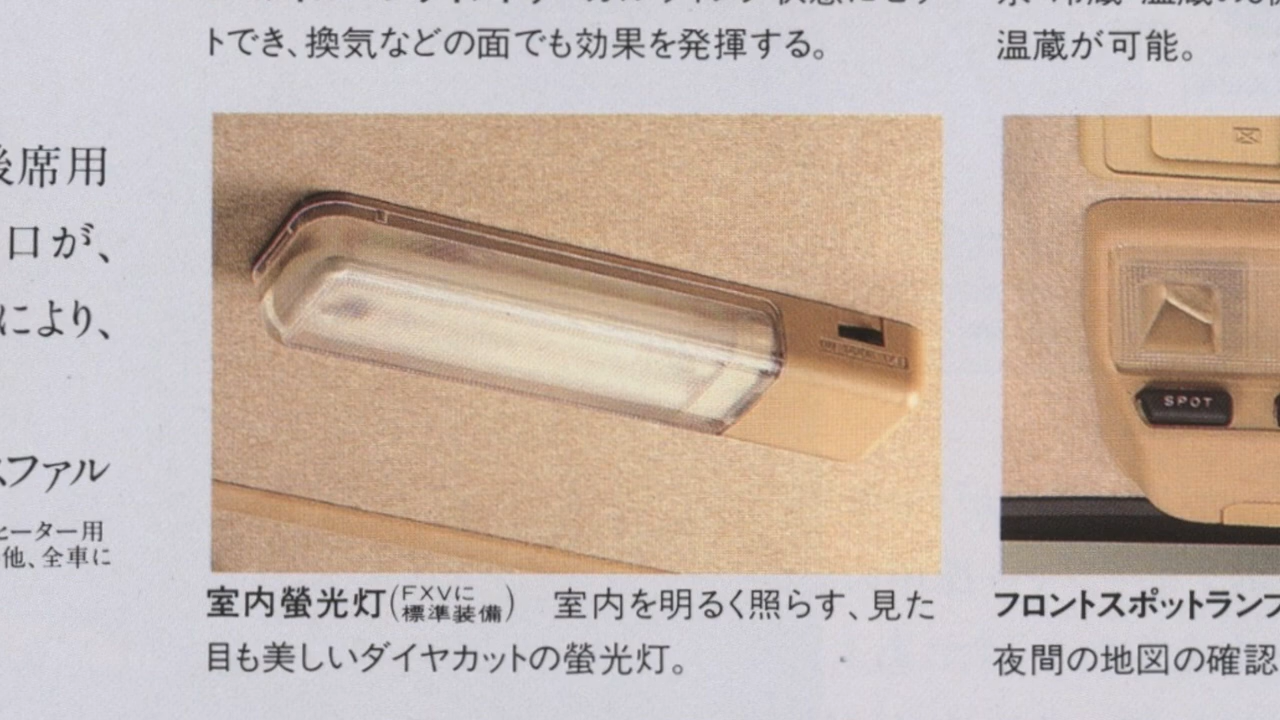 トでき、換気などの面でも効果を発揮する。
温蔵が可能。
後席用
口が、
により、
スファル
ヒーター用
他、全車に
SPOT
室内螢光灯(FXVに標準装備) 室内を明るく照らす、見た
目も美しいダイヤカットの螢光灯。
フロントスポットランプ
夜間の地図の確認